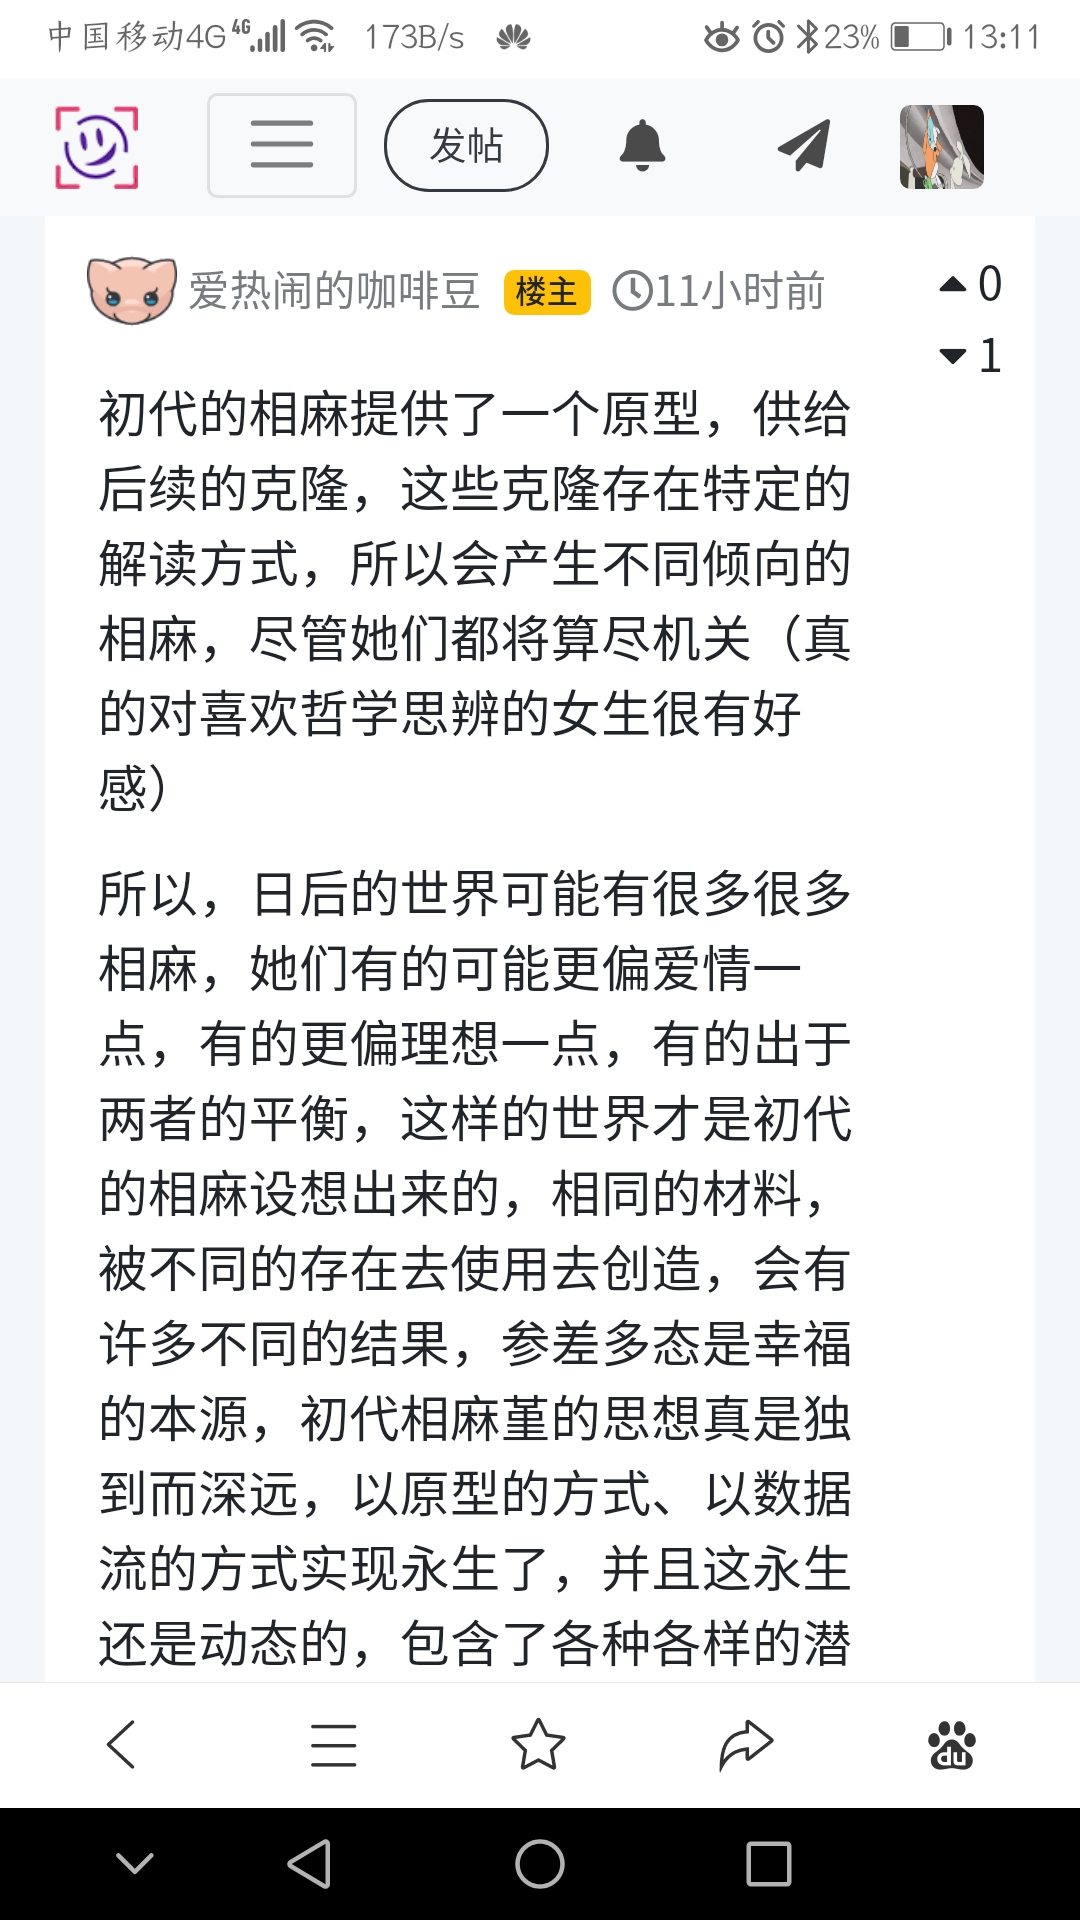 中国移动4G 4G 173B/s 23% 13:11
发帖
爱热闹的咖啡豆 楼主 11小时前 0
1
初代的相麻提供了一个原型，供给
后续的克隆，这些克隆存在特定的
解读方式，所以会产生不同倾向的
相麻，尽管她们都将算尽机关（真
的对喜欢哲学思辨的女生很有好
感）
所以，日后的世界可能有很多很多
相麻，她们有的可能更偏爱情一
点，有的更偏理想一点，有的出于
两者的平衡，这样的世界才是初代
的相麻设想出来的，相同的材料，
被不同的存在去使用去创造，会有
许多不同的结果，参差多态是幸福
的本源，初代相麻堇的思想真是独
到而深远，以原型的方式、以数据
流的方式实现永生了，并且这永生
还是动态的，包含了各种各样的潜
du